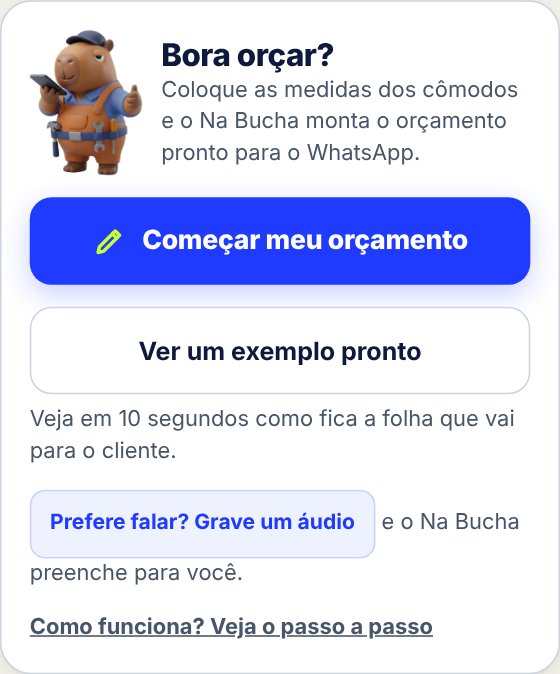 Bora orçar?
Coloque as medidas dos cômodos
e o Na Bucha monta o orçamento
pronto para o WhatsApp.
Começar meu orçamento
Ver um exemplo pronto
Veja em 10 segundos como fica a folha que vai
para o cliente.
Prefere falar? Grave um áudio e o Na Bucha
preenche para você.
Como funciona? Veja o passo a passo